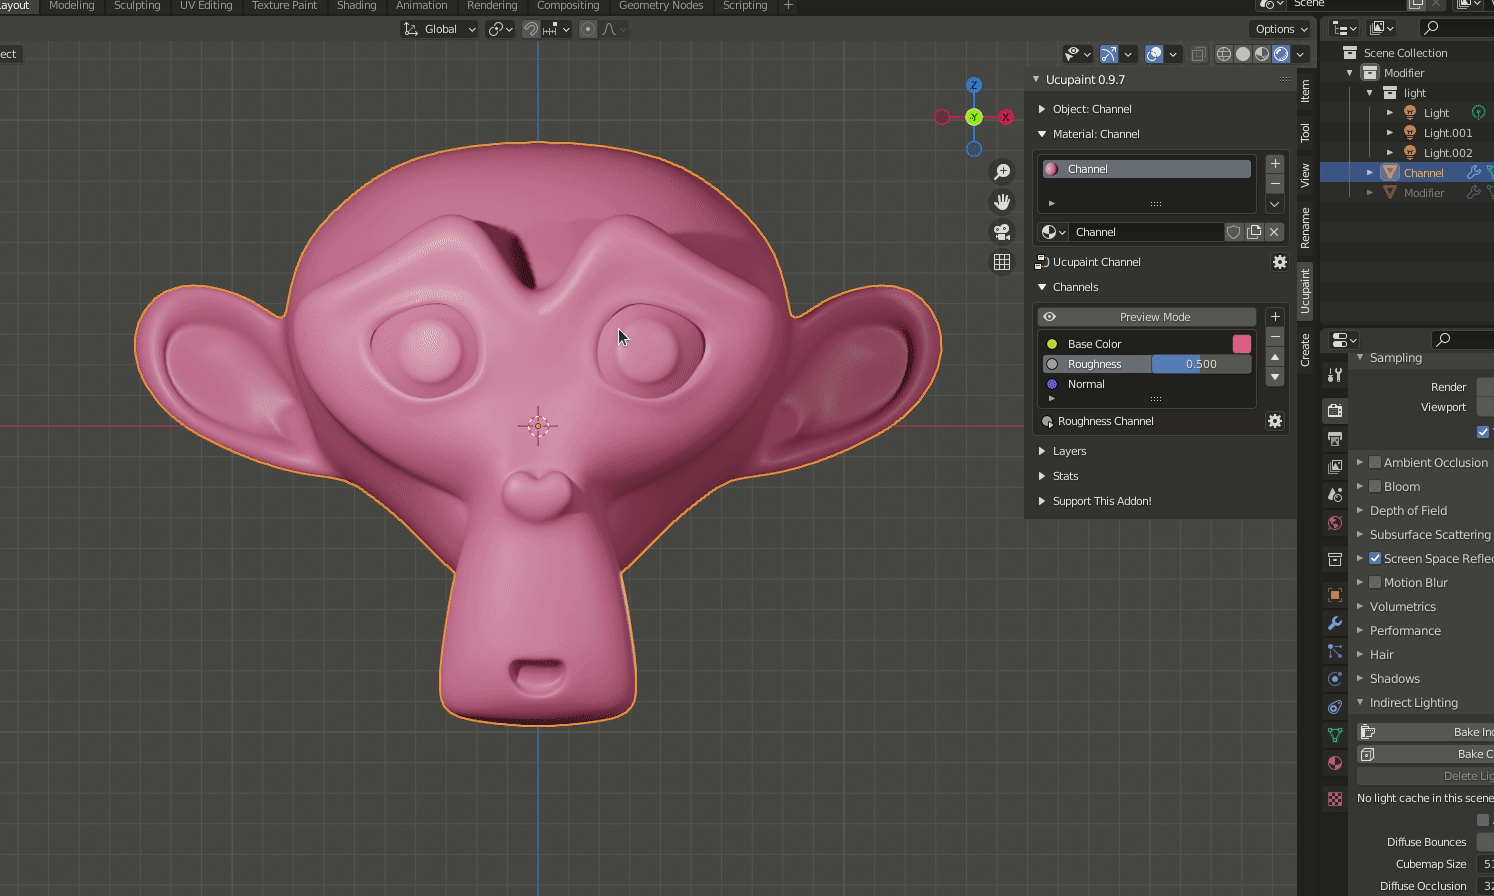 ayout Modeling Sculpting UV Editing Texture Paint Shading Animation Rendering Compositing Geometry Nodes Scripting +
Scene
Global
Options
ect
Z
Y
X
Ucupaint 0.9.7
Object: Channel
Material: Channel
Channel
Channel
Ucupaint Channel
Channels
Preview Mode
Base Color
Roughness 0.500
Normal
Roughness Channel
Layers
Stats
Support This Addon!
Item
Tool
View
Rename
Ucupaint
Create
Scene Collection
Modifier
light
Light
Light.001
Light.002
Channel
Modifier
Sampling
Render
Viewport
Ambient Occlusion
Bloom
Depth of Field
Subsurface Scattering
Screen Space Reflec
Motion Blur
Volumetrics
Performance
Hair
Shadows
Indirect Lighting
Bake Ind
Bake C
Delete Lig
No light cache in this scene
Diffuse Bounces
Cubemap Size 51
Diffuse Occlusion 32